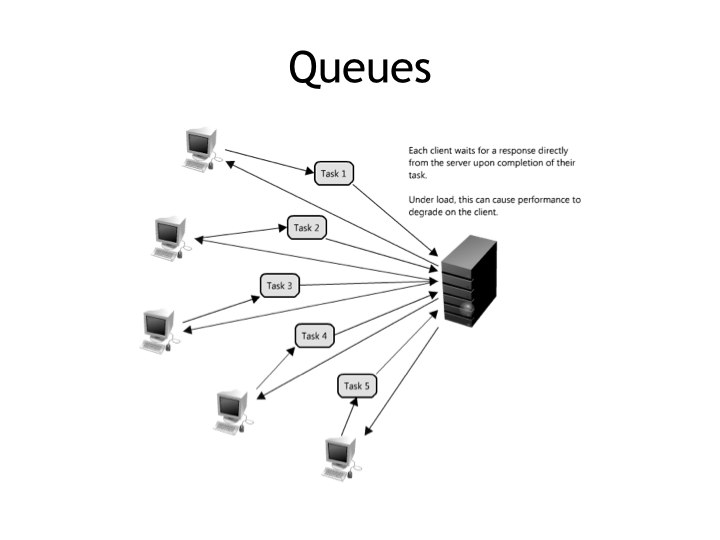 Queues
Each client waits for a response directly
from the server upon completion of their
task.
Under load, this can cause performance to
degrade on the client.
Task 1
Task 2
Task 3
Task 4
Task 5